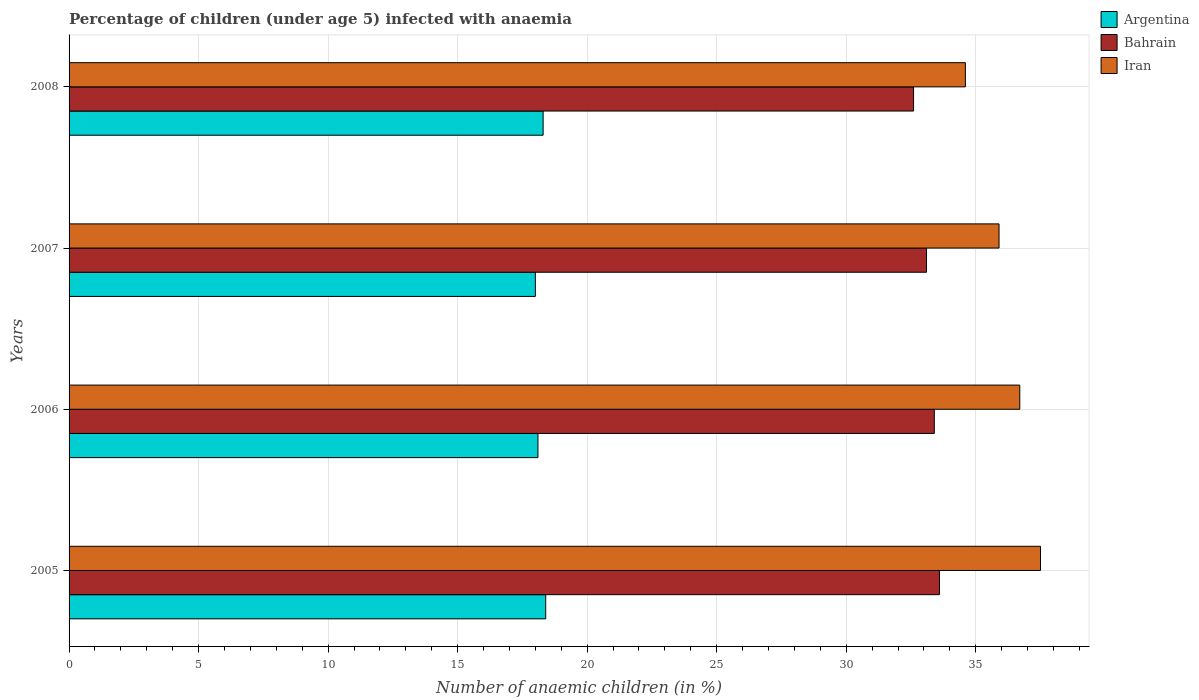 Percentage of children (under age 5) infected with anaemia
Argentina
Bahrain
Iran
2008
2007
2006
2005
Years
0
5
10
15
20
25
30
35
Number of anaemic children (in %)